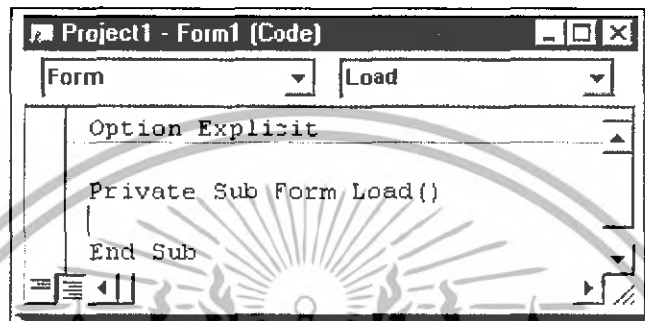 Project1 - Form1 (Code)
Form Load
Option Explicit
Private Sub Form Load()
End Sub